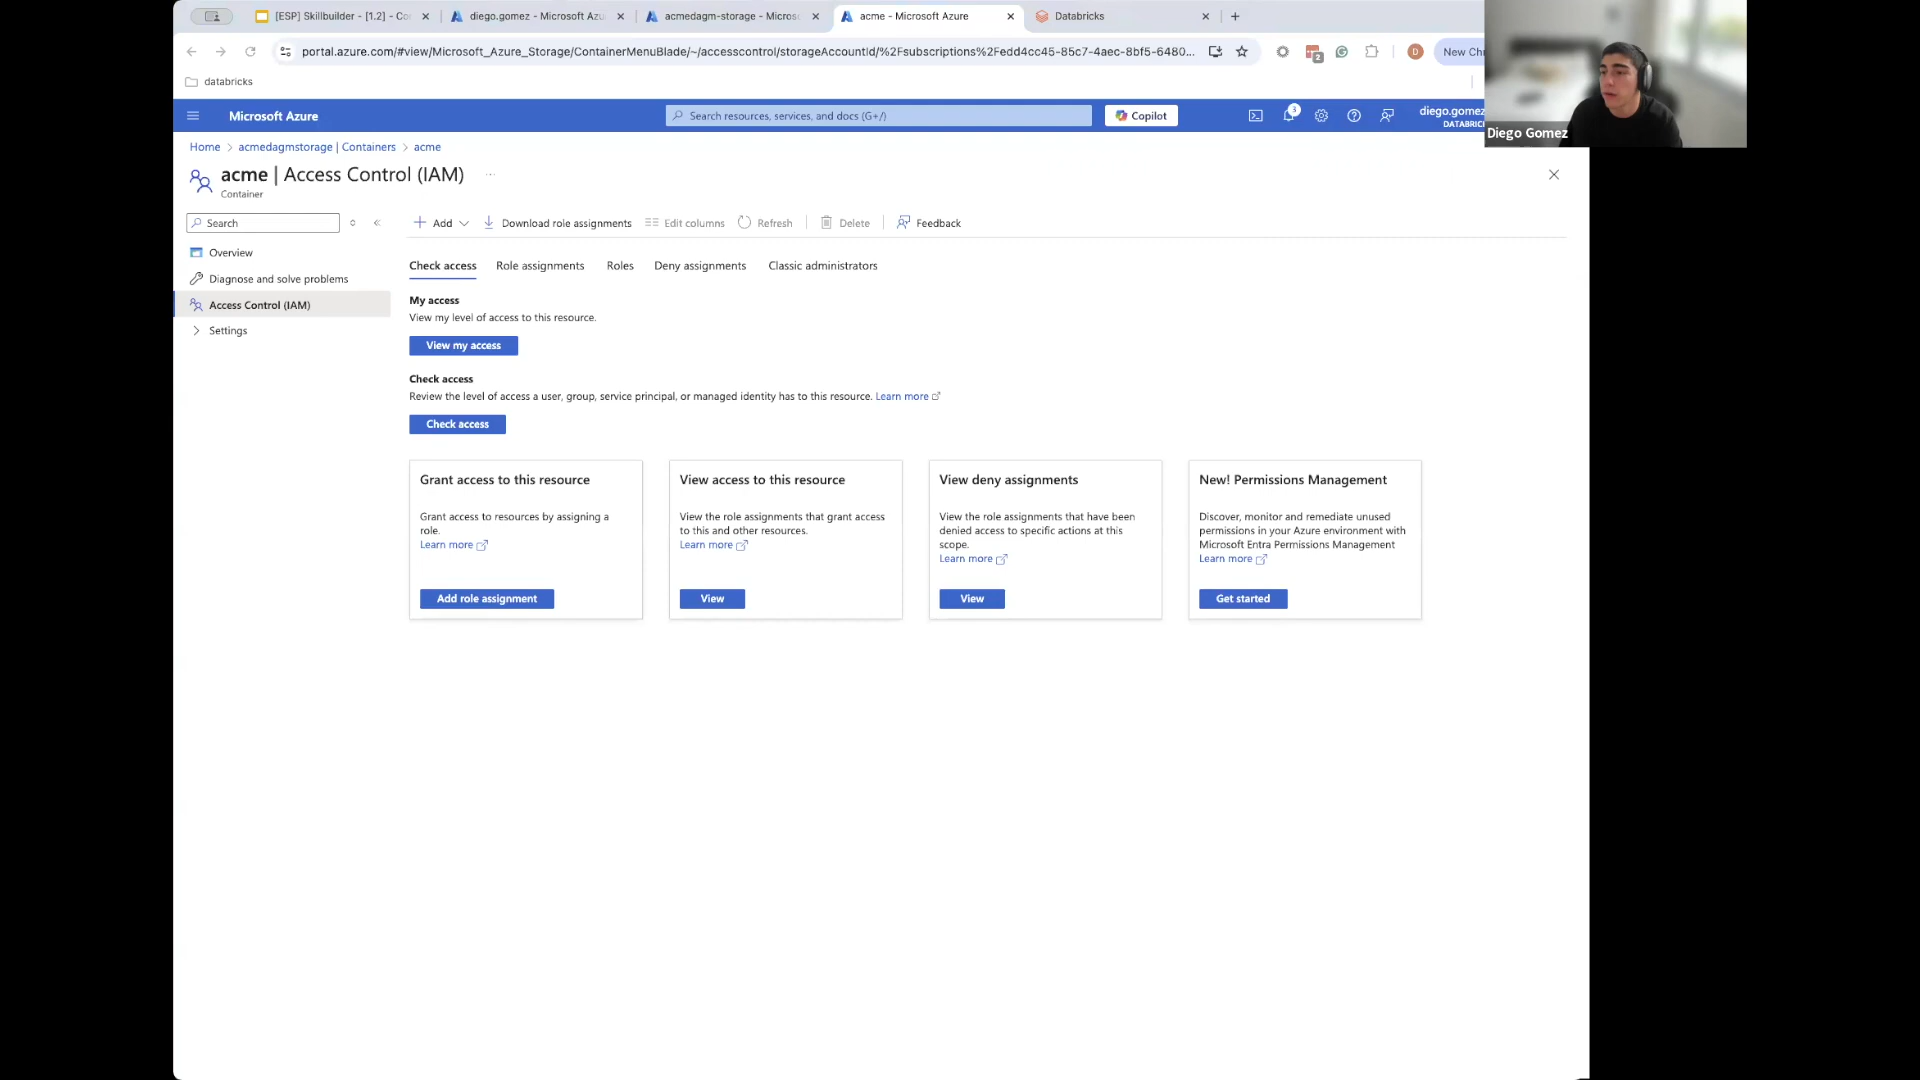 [ESP] Skillbuilder - [1.2] - Co
diego.gomez - Microsoft Azu
acmedagm-storage - Micros
acme - Microsoft Azure
Databricks
portal.azure.com/#view/Microsoft_Azure_Storage/ContainerMenuBlade/~/accesscontrol/storageAccountId/%2Fsubscriptions%2Fedd4cc45-85c7-4aec-8bf5-6480...
2
D
New Chr
databricks
Microsoft Azure
Search resources, services, and docs (G+/)
Copilot
3
diego.gomez
DATABRIC
Diego Gomez
Home > acmedagmstorage | Containers > acme
acme | Access Control (IAM)
...
Container
Search
Add
Download role assignments
Edit columns
Refresh
Delete
Feedback
Overview
Diagnose and solve problems
Access Control (IAM)
Settings
Check access
Role assignments
Roles
Deny assignments
Classic administrators
My access
View my level of access to this resource.
View my access
Check access
Review the level of access a user, group, service principal, or managed identity has to this resource. Learn more
Check access
Grant access to this resource
Grant access to resources by assigning a
role.
Learn more
Add role assignment
View access to this resource
View the role assignments that grant access
to this and other resources.
Learn more
View
View deny assignments
View the role assignments that have been
denied access to specific actions at this
scope.
Learn more
View
New! Permissions Management
Discover, monitor and remediate unused
permissions in your Azure environment with
Microsoft Entra Permissions Management
Learn more
Get started